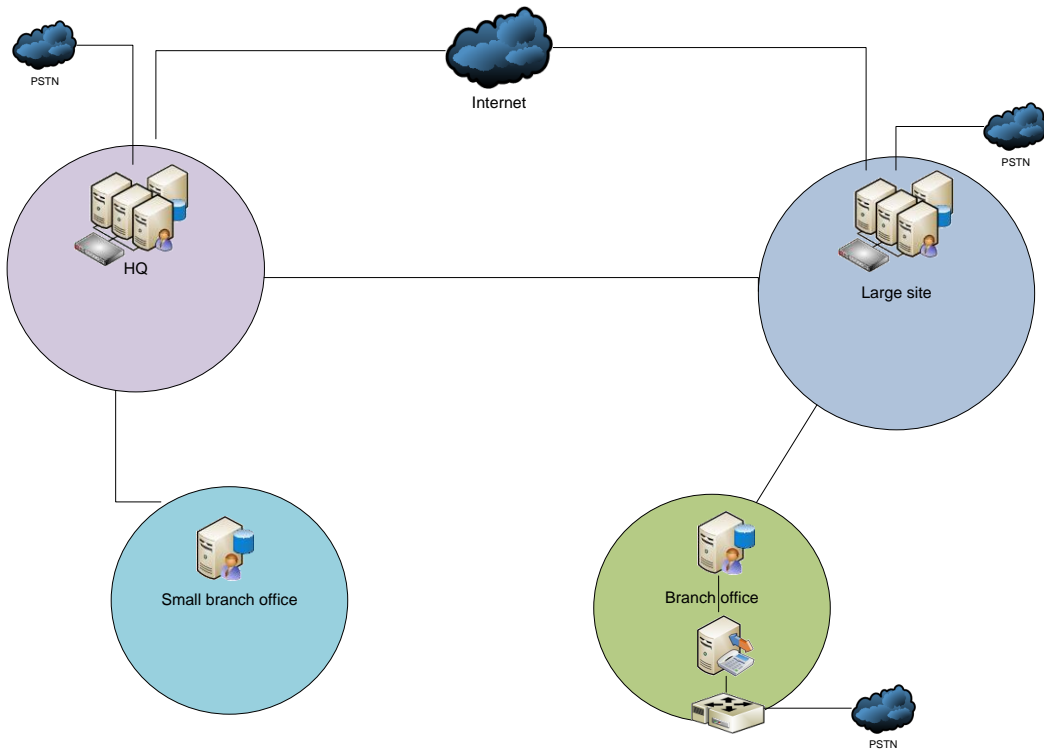 PSTN
Internet
PSTN
HQ
Large site
Small branch office
Branch office
PSTN